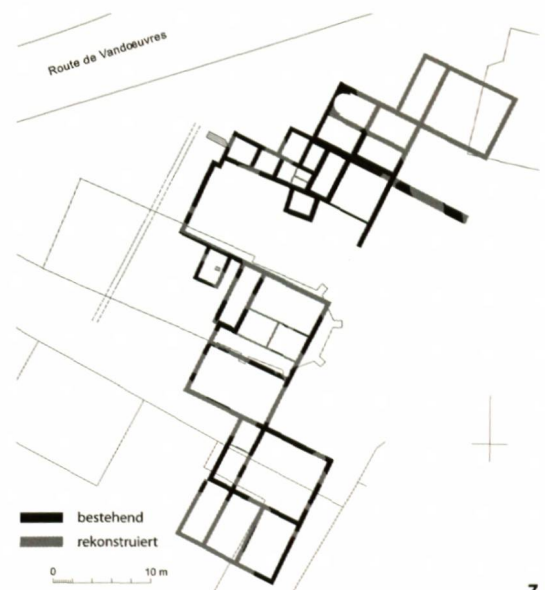 Route de Vandœuvres
bestehend
rekonstruiert
0 10 m
7